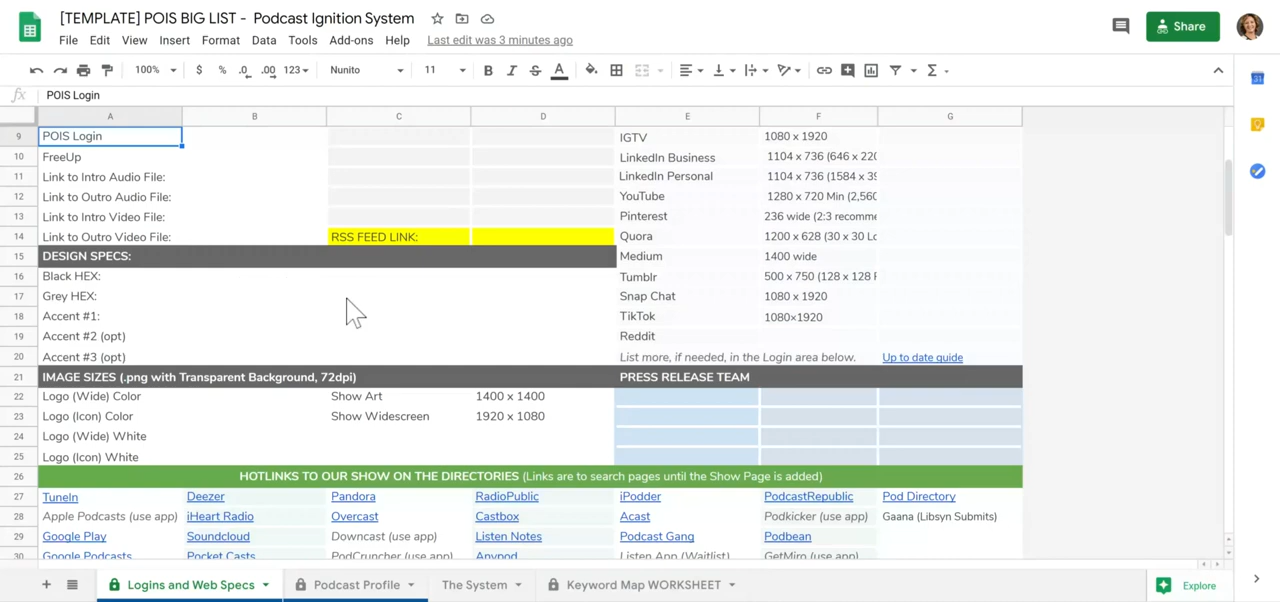 [TEMPLATE] POIS BIG LIST - Podcast Ignition System
File Edit View Insert Format Data Tools Add-ons Help Last edit was 3 minutes ago
Share
100% $ % .0 .00 123 Nunito 11 B I S A
fx POIS Login
A B C D E F G
9 POIS Login IGTV 1080 x 1920
10 FreeUp LinkedIn Business 1104 x 736 (646 x 220
11 Link to Intro Audio File: LinkedIn Personal 1104 x 736 (1584 x 39
12 Link to Outro Audio File: YouTube 1280 x 720 Min (2,560
13 Link to Intro Video File: Pinterest 236 wide (2:3 recomme
14 Link to Outro Video File: RSS FEED LINK: Quora 1200 x 628 (30 x 30 Lo
15 DESIGN SPECS: Medium 1400 wide
16 Black HEX: Tumblr 500 x 750 (128 x 128
17 Grey HEX: Snap Chat 1080 x 1920
18 Accent #1: TikTok 1080×1920
19 Accent #2 (opt) Reddit
20 Accent #3 (opt) List more, if needed, in the Login area below. Up to date guide
21 IMAGE SIZES (.png with Transparent Background, 72dpi) PRESS RELEASE TEAM
22 Logo (Wide) Color Show Art 1400 x 1400
23 Logo (Icon) Color Show Widescreen 1920 x 1080
24 Logo (Wide) White
25 Logo (Icon) White
26 HOTLINKS TO OUR SHOW ON THE DIRECTORIES (Links are to search pages until the Show Page is added)
27 TuneIn Deezer Pandora RadioPublic iPodder PodcastRepublic Pod Directory
28 Apple Podcasts (use app) iHeart Radio Overcast Castbox Acast Podkicker (use app) Gaana (Libsyn Submits)
29 Google Play Soundcloud Downcast (use app) Listen Notes Podcast Gang Podbean
30 Google Podcasts Pocket Casts PodCruncher (use app) Anypod Listen App (Waitlist) GetMiro (use app)
Logins and Web Specs Podcast Profile The System Keyword Map WORKSHEET Explore